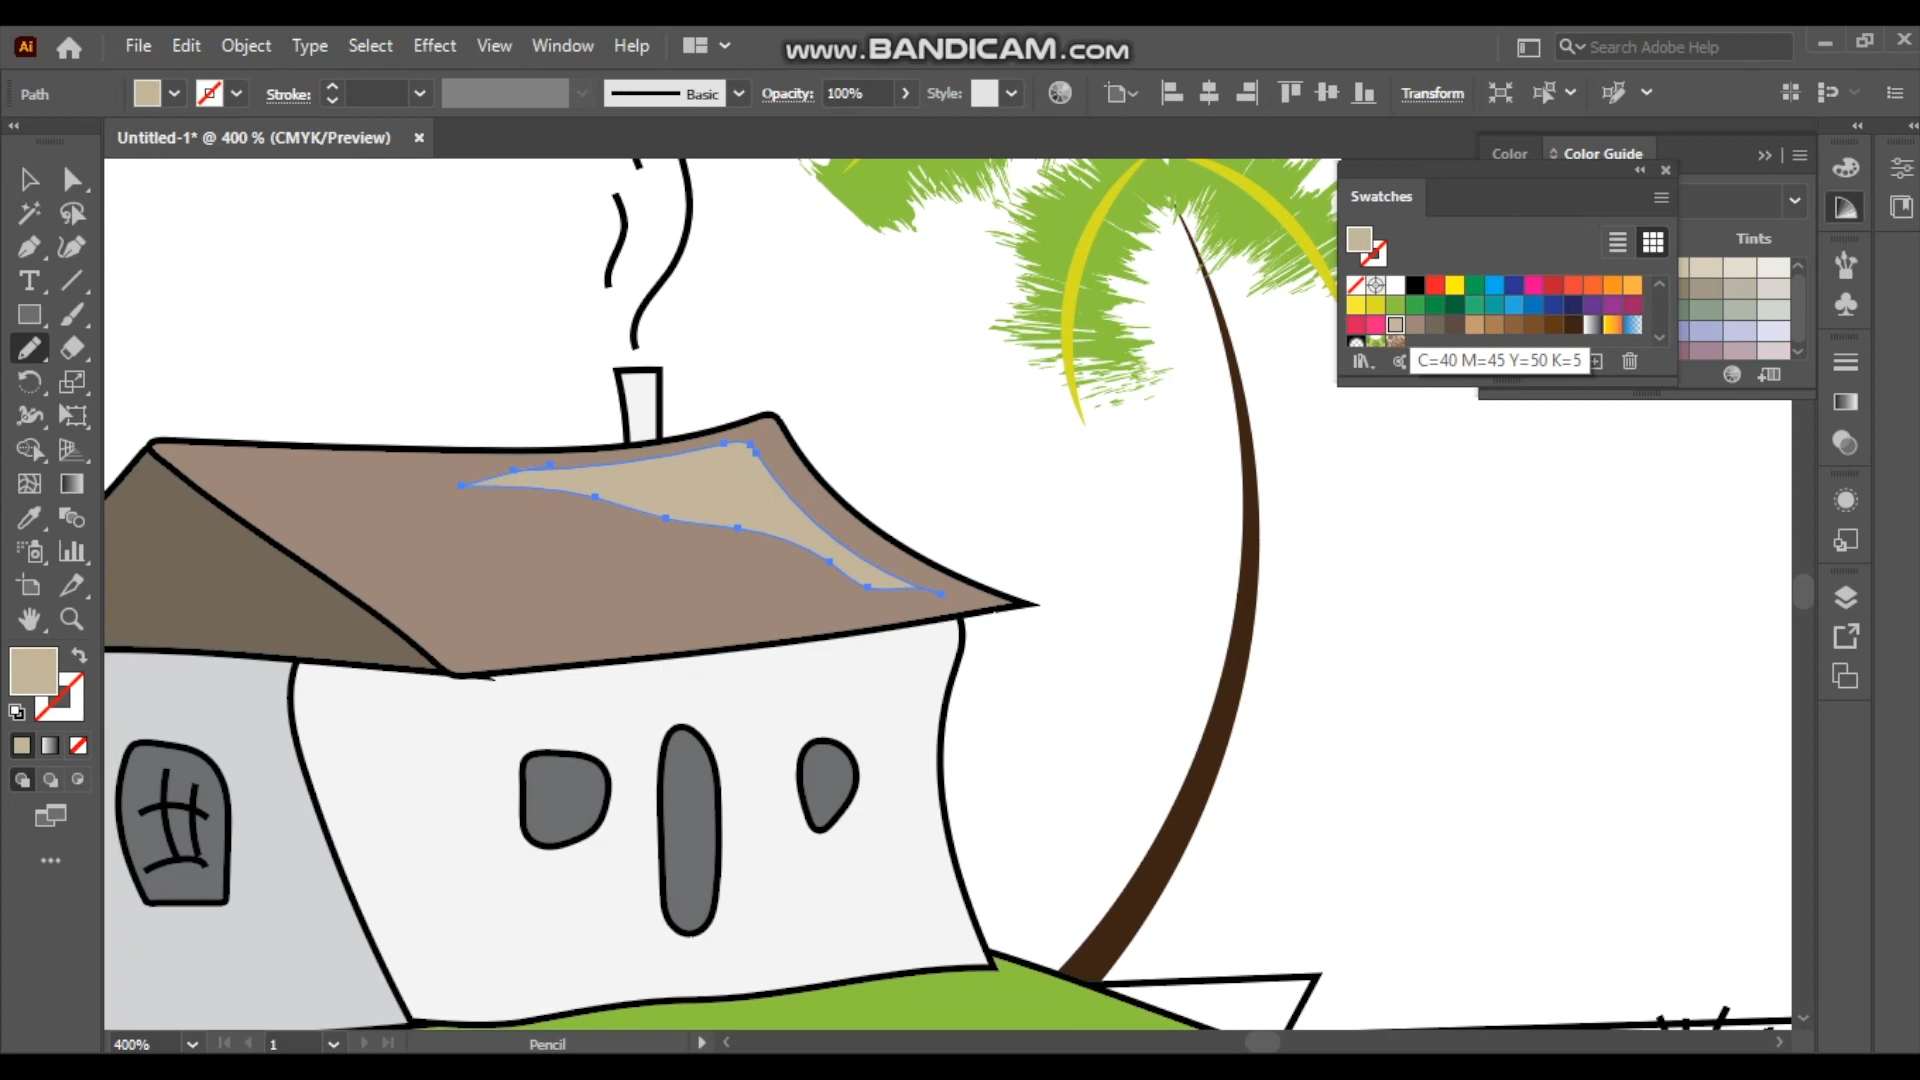 Ai File Edit Object Type Select Effect View Window Help www.BANDICAM.com Search Adobe Help
Path Stroke: Basic Opacity: 100% Style: Transform
Untitled-1* @ 400 % (CMYK/Preview)
Color Color Guide
Swatches
Tints
C=40 M=45 Y=50 K=5
400% 1 Pencil